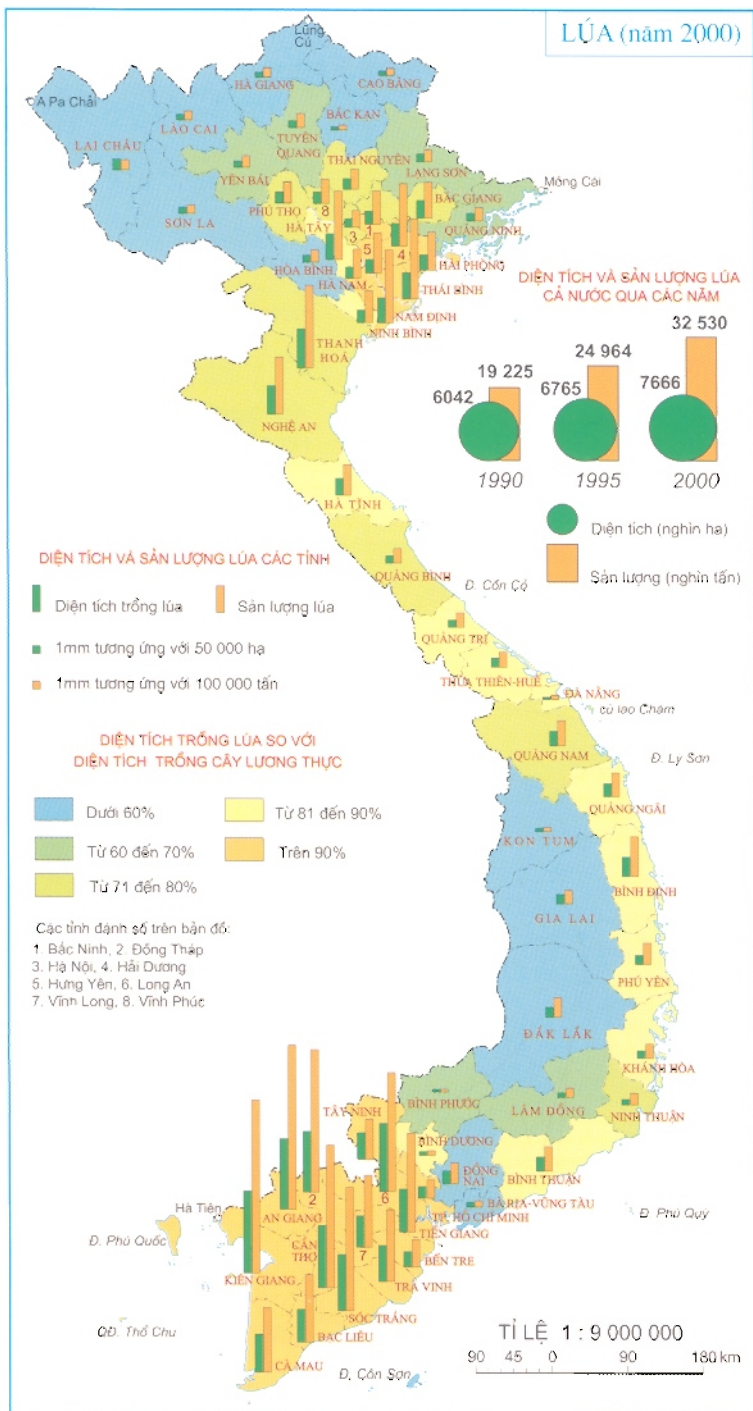 LÚA (năm 2000)
Lũng Cú
HÀ GIANG
CAO BẰNG
A Pa Chải
LÀO CAI
BẮC KẠN
LAI CHÂU
TUYÊN QUANG
THÁI NGUYÊN
LẠNG SƠN
YÊN BÁI
Móng Cái
PHÚ THỌ
8
BẮC GIANG
SƠN LA
HÀ TÂY
3
1
QUẢNG NINH
5
4
HÒA BÌNH
HÀ NAM
HẢI PHÒNG
THÁI BÌNH
NAM ĐỊNH
NINH BÌNH
THANH HOÁ
NGHỆ AN
DIỆN TÍCH VÀ SẢN LƯỢNG LÚA
CẢ NƯỚC QUA CÁC NĂM
32 530
24 964
19 225
6042
6765
7666
1990
1995
2000
Diện tích (nghìn ha)
Sản lượng (nghìn tấn)
HÀ TĨNH
DIỆN TÍCH VÀ SẢN LƯỢNG LÚA CÁC TỈNH
Diện tích trồng lúa
Sản lượng lúa
1mm tương ứng với 50 000 ha
1mm tương ứng với 100 000 tấn
QUẢNG BÌNH
Đ. Cồn Cỏ
QUẢNG TRỊ
THỪA THIÊN-HUẾ
ĐÀ NẴNG
cù lao Chàm
DIỆN TÍCH TRỒNG LÚA SO VỚI
DIỆN TÍCH TRỒNG CÂY LƯƠNG THỰC
Dưới 60%
Từ 81 đến 90%
Từ 60 đến 70%
Trên 90%
Từ 71 đến 80%
QUẢNG NAM
Đ. Lý Sơn
QUẢNG NGÃI
KON TUM
BÌNH ĐỊNH
GIA LAI
PHÚ YÊN
ĐẮK LẮK
KHÁNH HÒA
Các tỉnh đánh số trên bản đồ:
1. Bắc Ninh, 2. Đồng Tháp
3. Hà Nội, 4. Hải Dương
5. Hưng Yên, 6. Long An
7. Vĩnh Long, 8. Vĩnh Phúc
TÂY NINH
BÌNH PHƯỚC
LÂM ĐỒNG
NINH THUẬN
BÌNH DƯƠNG
BÌNH THUẬN
ĐỒNG NAI
2
6
BÀ RỊA-VŨNG TÀU
Hà Tiên
AN GIANG
TP. HỒ CHÍ MINH
Đ. Phú Quý
TIỀN GIANG
Đ. Phú Quốc
CẦN THƠ
7
BẾN TRE
KIÊN GIANG
TRÀ VINH
SÓC TRĂNG
QĐ. Thổ Chu
BẠC LIÊU
CÀ MAU
Đ. Côn Sơn
TỈ LỆ 1 : 9 000 000
90 45 0 90 180 km